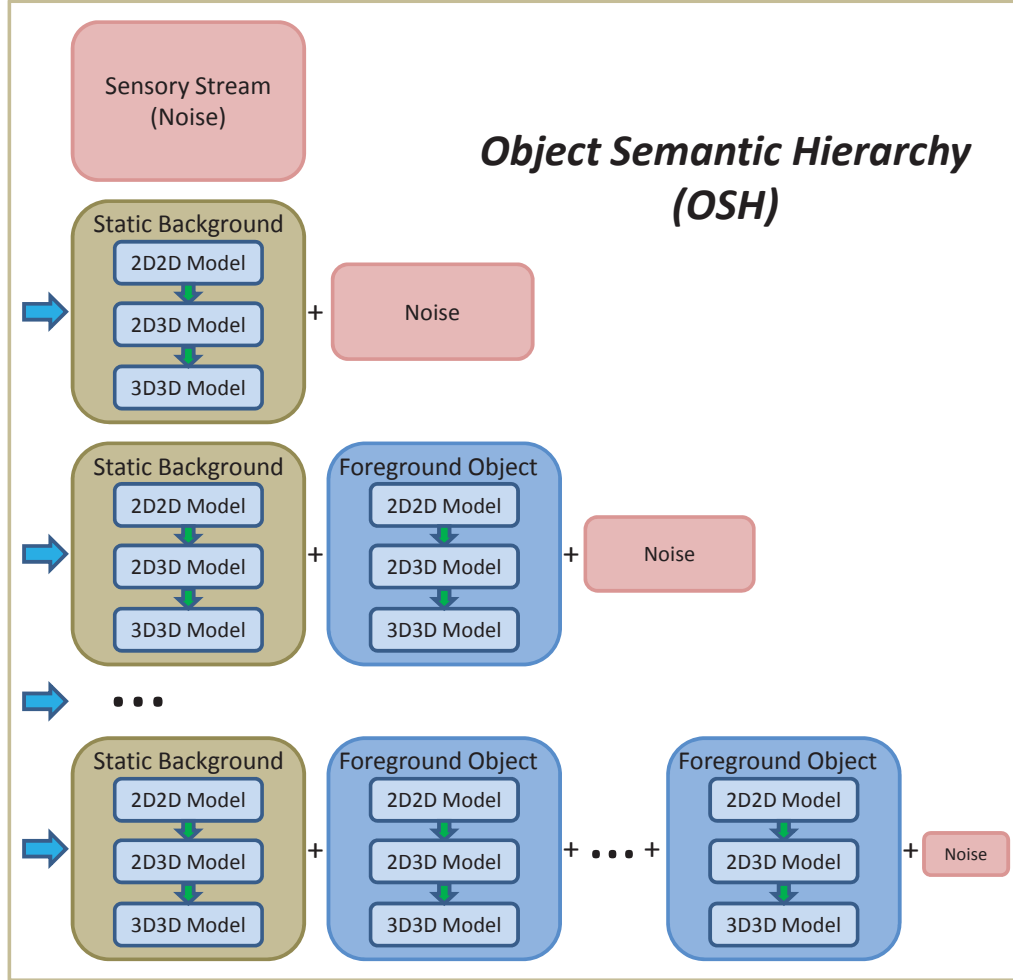 Sensory Stream
(Noise)
Object Semantic Hierarchy
(OSH)
Static Background
2D2D Model
2D3D Model
3D3D Model
+
Noise
Static Background
2D2D Model
2D3D Model
3D3D Model
+
Foreground Object
2D2D Model
2D3D Model
3D3D Model
+
Noise
...
Static Background
2D2D Model
2D3D Model
3D3D Model
+
Foreground Object
2D2D Model
2D3D Model
3D3D Model
+ ... +
Foreground Object
2D2D Model
2D3D Model
3D3D Model
+
Noise